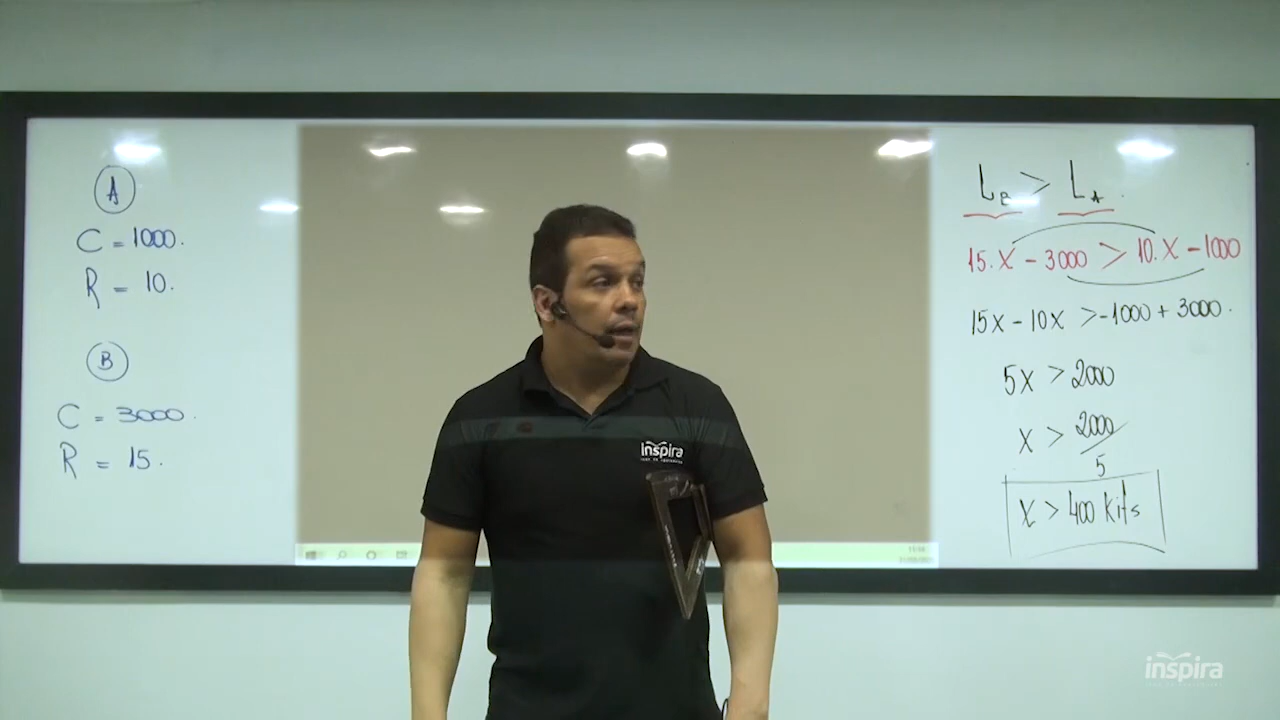 A
C = 1000.
R = 10.
B
C = 3000.
R = 15.
L_B > L_A.
15.X - 3000 > 10.X - 1000
15X - 10X > -1000 + 3000.
5X > 2000
X > 2000/5
X > 400 kits
inspira
inspira